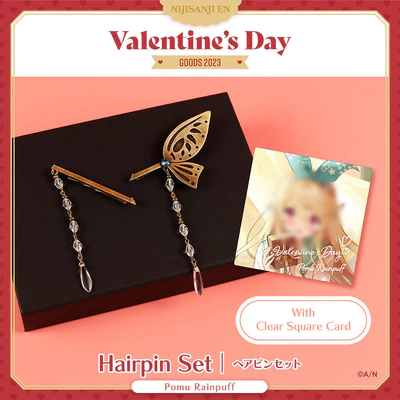 NIJISANJI EN
Valentine's Day
GOODS 2023
Valentine's Day
Pomu Rainpuff
With
Clear Square Card
Hairpin Set | ヘアピンセット
©A/N
Pomu Rainpuff